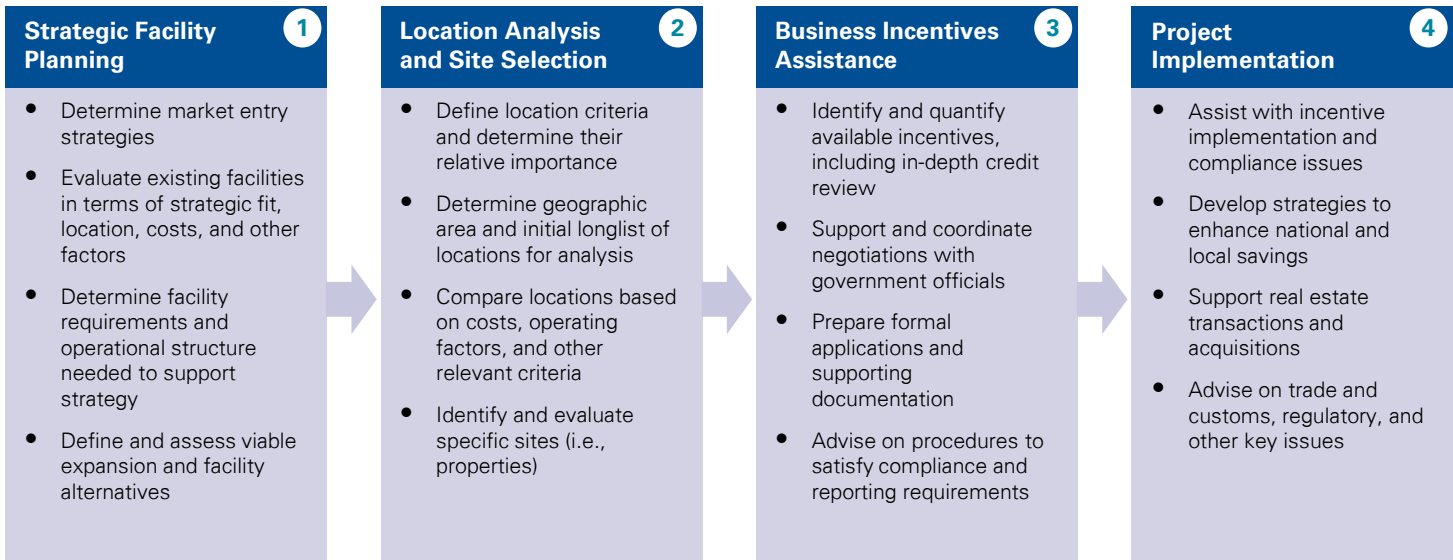 Strategic Facility
Planning
1
• Determine market entry
strategies
• Evaluate existing facilities
in terms of strategic fit,
location, costs, and other
factors
• Determine facility
requirements and
operational structure
needed to support
strategy
• Define and assess viable
expansion and facility
alternatives
Location Analysis
and Site Selection
2
• Define location criteria
and determine their
relative importance
• Determine geographic
area and initial longlist of
locations for analysis
• Compare locations based
on costs, operating
factors, and other
relevant criteria
• Identify and evaluate
specific sites (i.e.,
properties)
Business Incentives
Assistance
3
• Identify and quantify
available incentives,
including in-depth credit
review
• Support and coordinate
negotiations with
government officials
• Prepare formal
applications and
supporting
documentation
• Advise on procedures to
satisfy compliance and
reporting requirements
Project
Implementation
4
• Assist with incentive
implementation and
compliance issues
• Develop strategies to
enhance national and
local savings
• Support real estate
transactions and
acquisitions
• Advise on trade and
customs, regulatory, and
other key issues